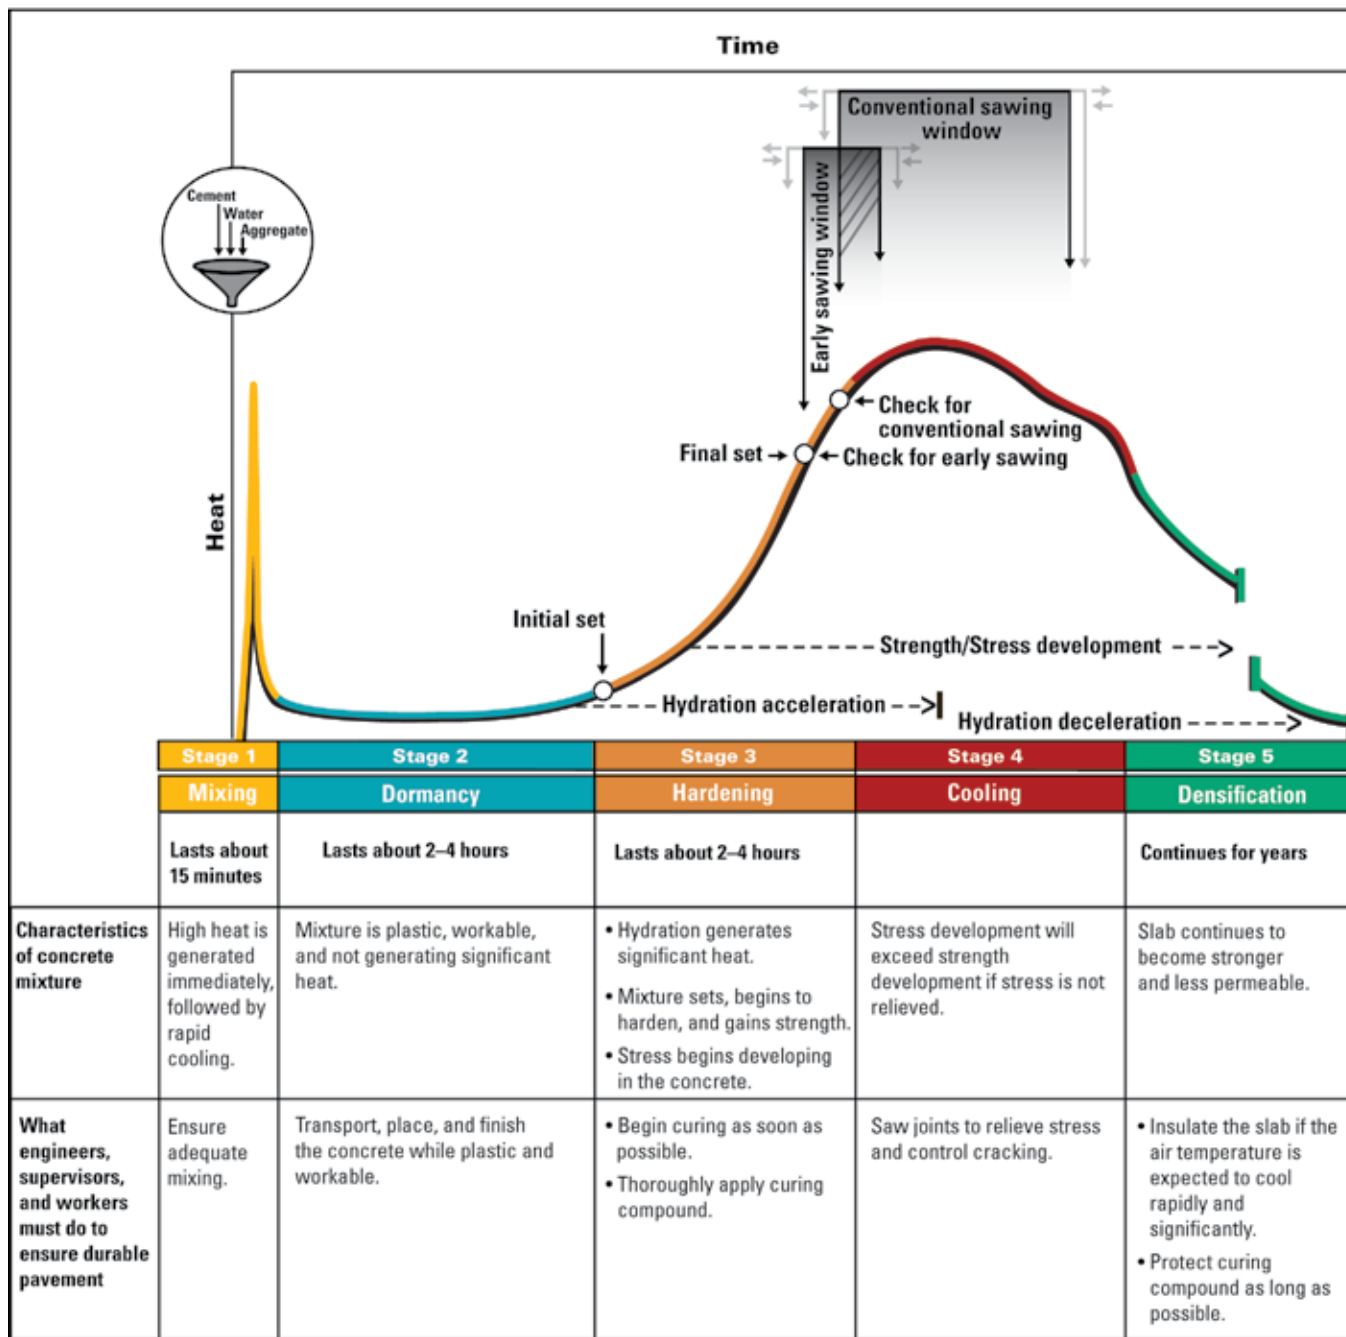 Time
Conventional sawing
window
Early sawing window
Cement
Water
Aggregate
Heat
Check for
conventional sawing
Final set
Check for early sawing
Initial set
Strength/Stress development
Hydration acceleration
Hydration deceleration
Stage 1
Stage 2
Stage 3
Stage 4
Stage 5
Mixing
Dormancy
Hardening
Cooling
Densification
Lasts about
15 minutes
Lasts about 2–4 hours
Lasts about 2–4 hours
Continues for years
Characteristics
of concrete
mixture
High heat is
generated
immediately,
followed by
rapid
cooling.
Mixture is plastic, workable,
and not generating significant
heat.
• Hydration generates
significant heat.
• Mixture sets, begins to
harden, and gains strength.
• Stress begins developing
in the concrete.
Stress development will
exceed strength
development if stress is not
relieved.
Slab continues to
become stronger
and less permeable.
What
engineers,
supervisors,
and workers
must do to
ensure durable
pavement
Ensure
adequate
mixing.
Transport, place, and finish
the concrete while plastic and
workable.
• Begin curing as soon as
possible.
• Thoroughly apply curing
compound.
Saw joints to relieve stress
and control cracking.
• Insulate the slab if the
air temperature is
expected to cool
rapidly and
significantly.
• Protect curing
compound as long as
possible.